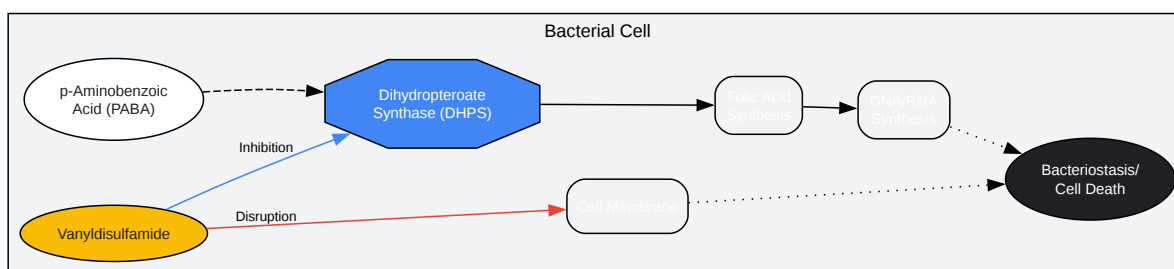 Bacterial Cell
p-Aminobenzoic
Acid (PABA)
Dihydropteroate
Synthase (DHPS)
Folic Acid
Synthesis
DNA/RNA
Synthesis
Inhibition
Bacteriostasis/
Cell Death
Vanyldisulfamide
Disruption
Cell Membrane